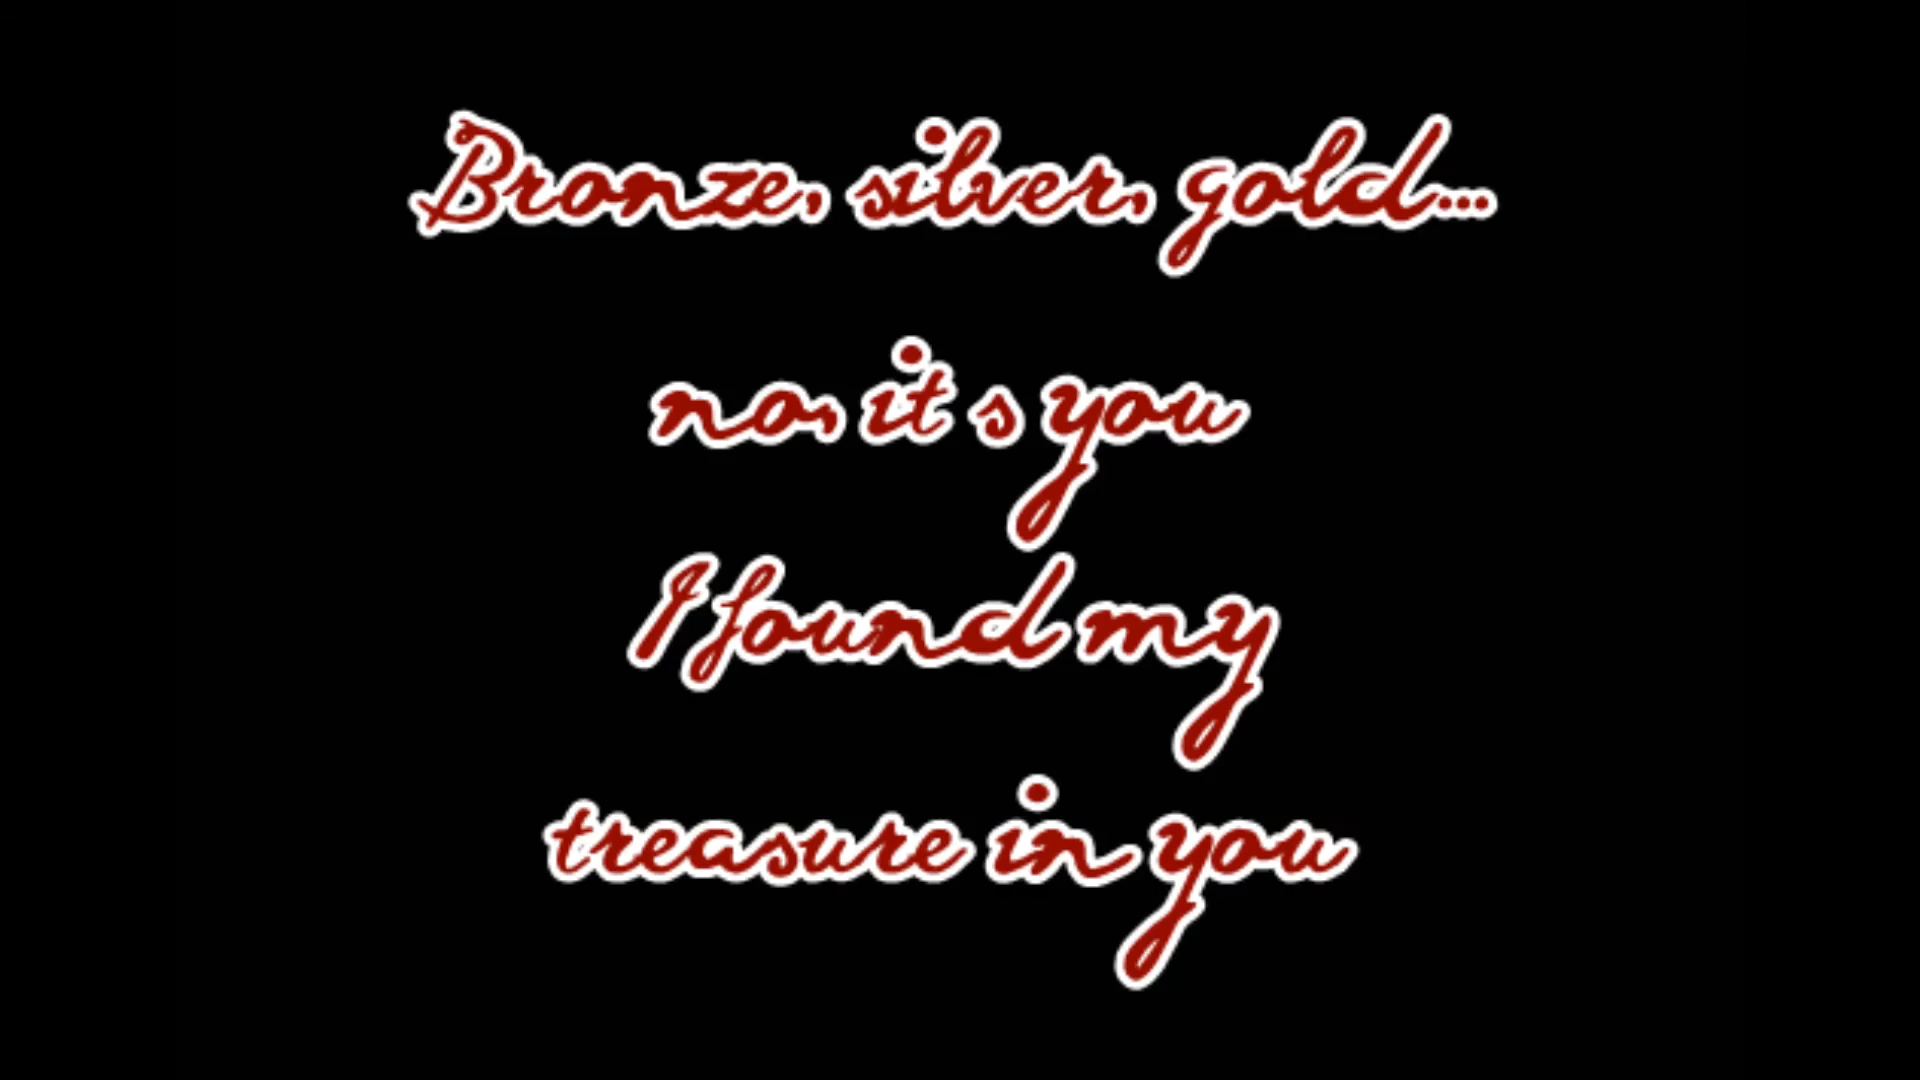 Bronze, silver, gold...
no, it s you
I found my
treasure in you